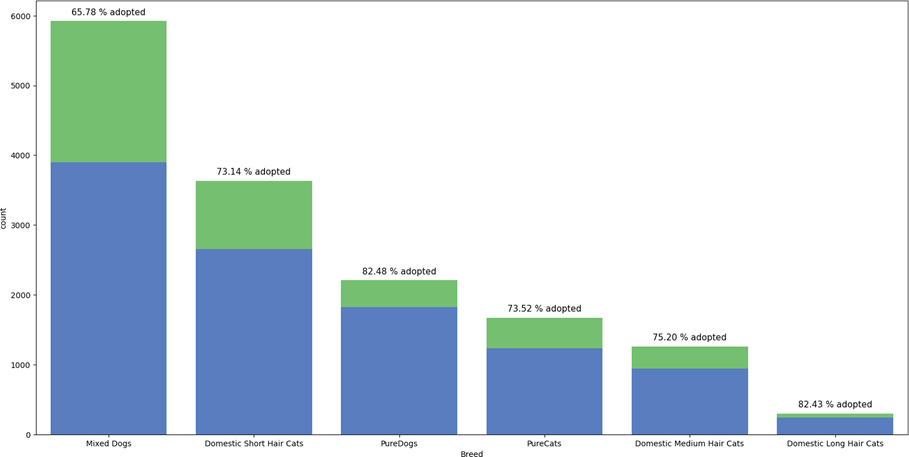 65.78 % adopted
6000
5000
4000
73.14 % adopted
3000
82.48 % adopted
2000
73.52 % adopted
75.20 % adopted
1000
82.43 % adopted
0
count
Mixed Dogs Domestic Short Hair Cats PureDogs PureCats Domestic Medium Hair Cats Domestic Long Hair Cats
Breed